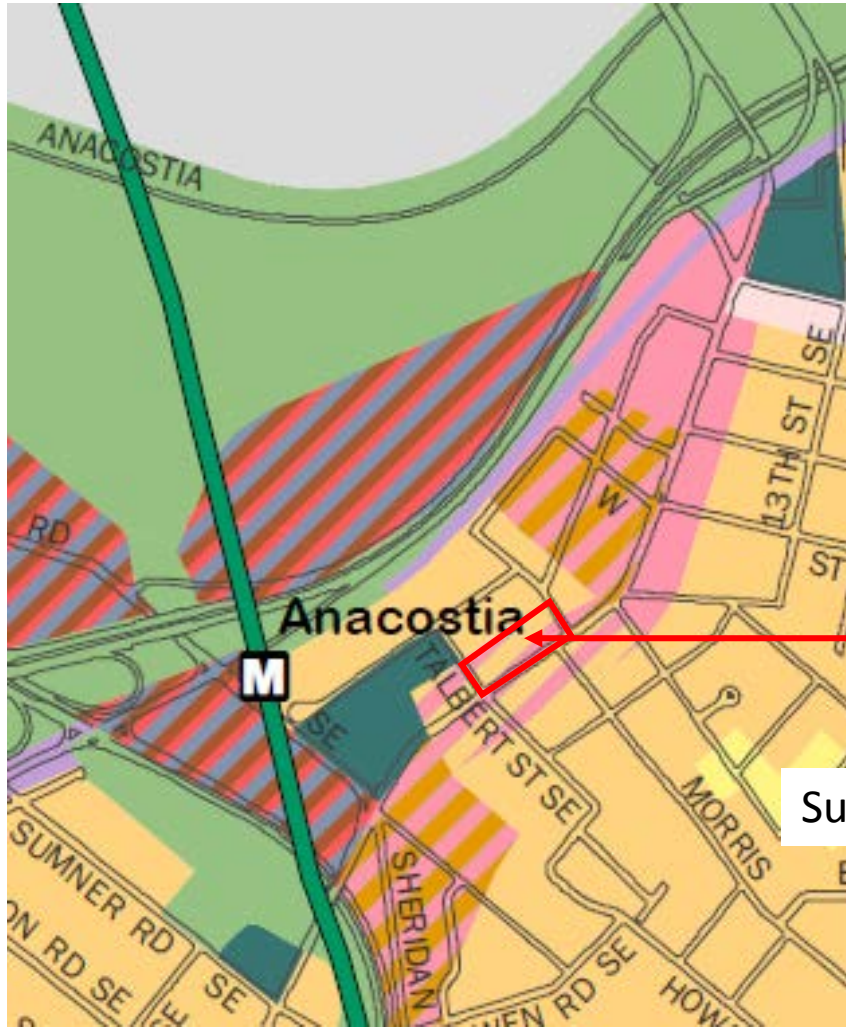 ANACOSTIA
SE
13TH ST
W
RD
ST
Anacostia
M
TALBERT ST SE
SE
Su
MORRIS
SUMNER RD
SE
SHERIDAN
ON RD SE
WEN RD SE
HOW